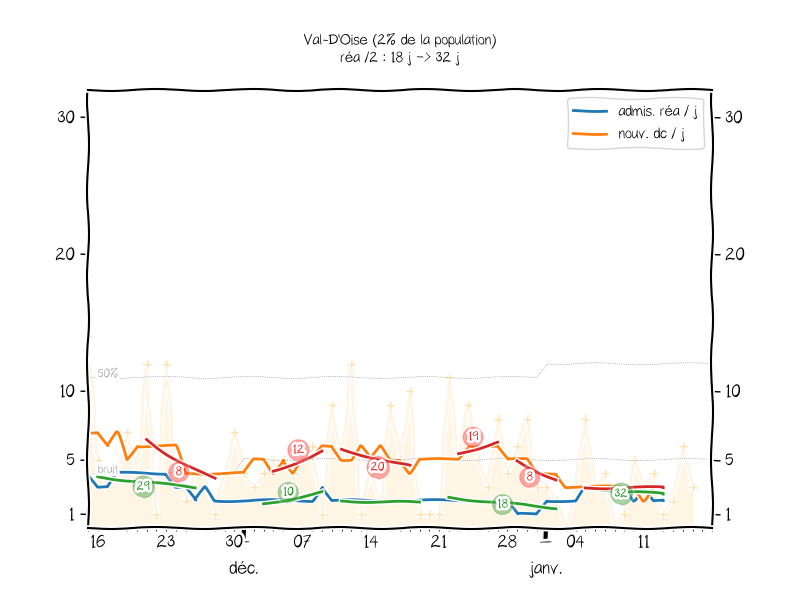 Val-D'Oise (2% de la population)
réa /2 : 18 j -> 32 j
admis. réa / j
nouv. dc / j
30 30
20 20
50%
10 10
19
12
20
8 8
5 5
bruit
29 10 18 32
1 1
16 23 30 07 14 21 28 04 11
déc. janv.